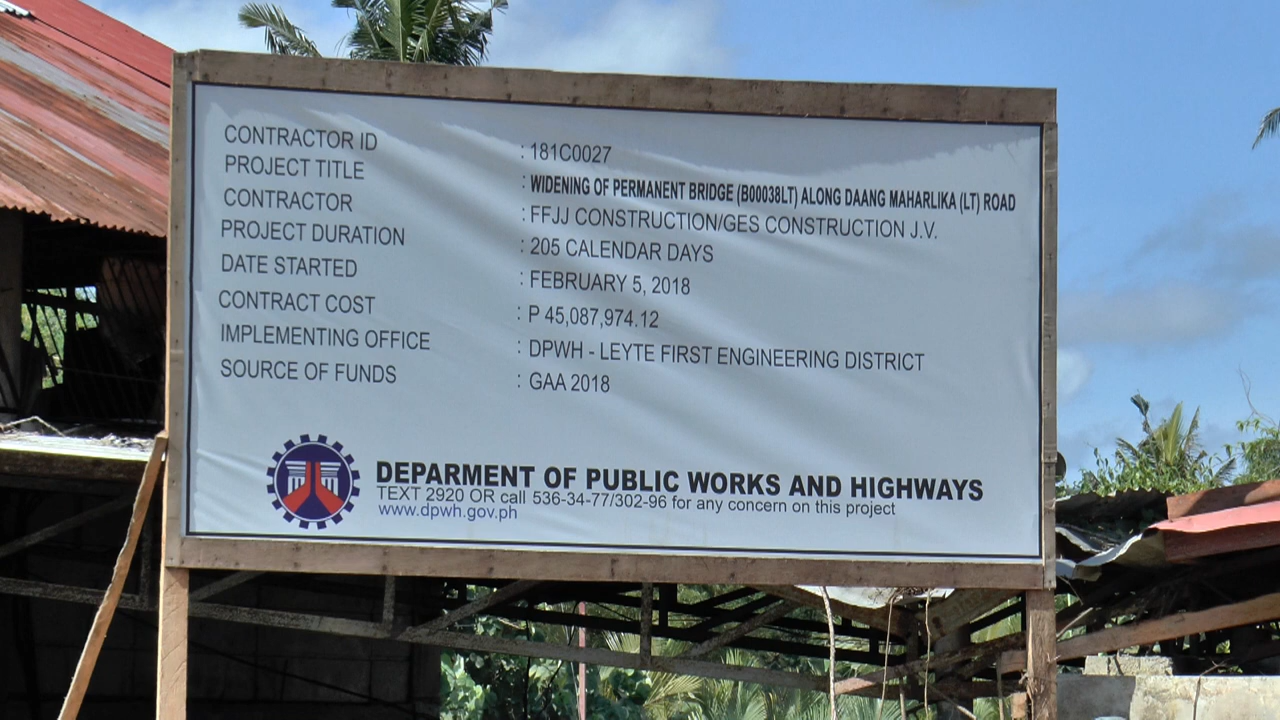 CONTRACTOR ID : 181C0027
PROJECT TITLE : WIDENING OF PERMANENT BRIDGE (B00038LT) ALONG DAANG MAHARLIKA (LT) ROAD
CONTRACTOR : FFJJ CONSTRUCTION/GES CONSTRUCTION J.V.
PROJECT DURATION : 205 CALENDAR DAYS
DATE STARTED : FEBRUARY 5, 2018
CONTRACT COST : P 45,087,974.12
IMPLEMENTING OFFICE : DPWH - LEYTE FIRST ENGINEERING DISTRICT
SOURCE OF FUNDS : GAA 2018
DEPARMENT OF PUBLIC WORKS AND HIGHWAYS
TEXT 2920 OR call 536-34-77/302-96 for any concern on this project
www.dpwh.gov.ph